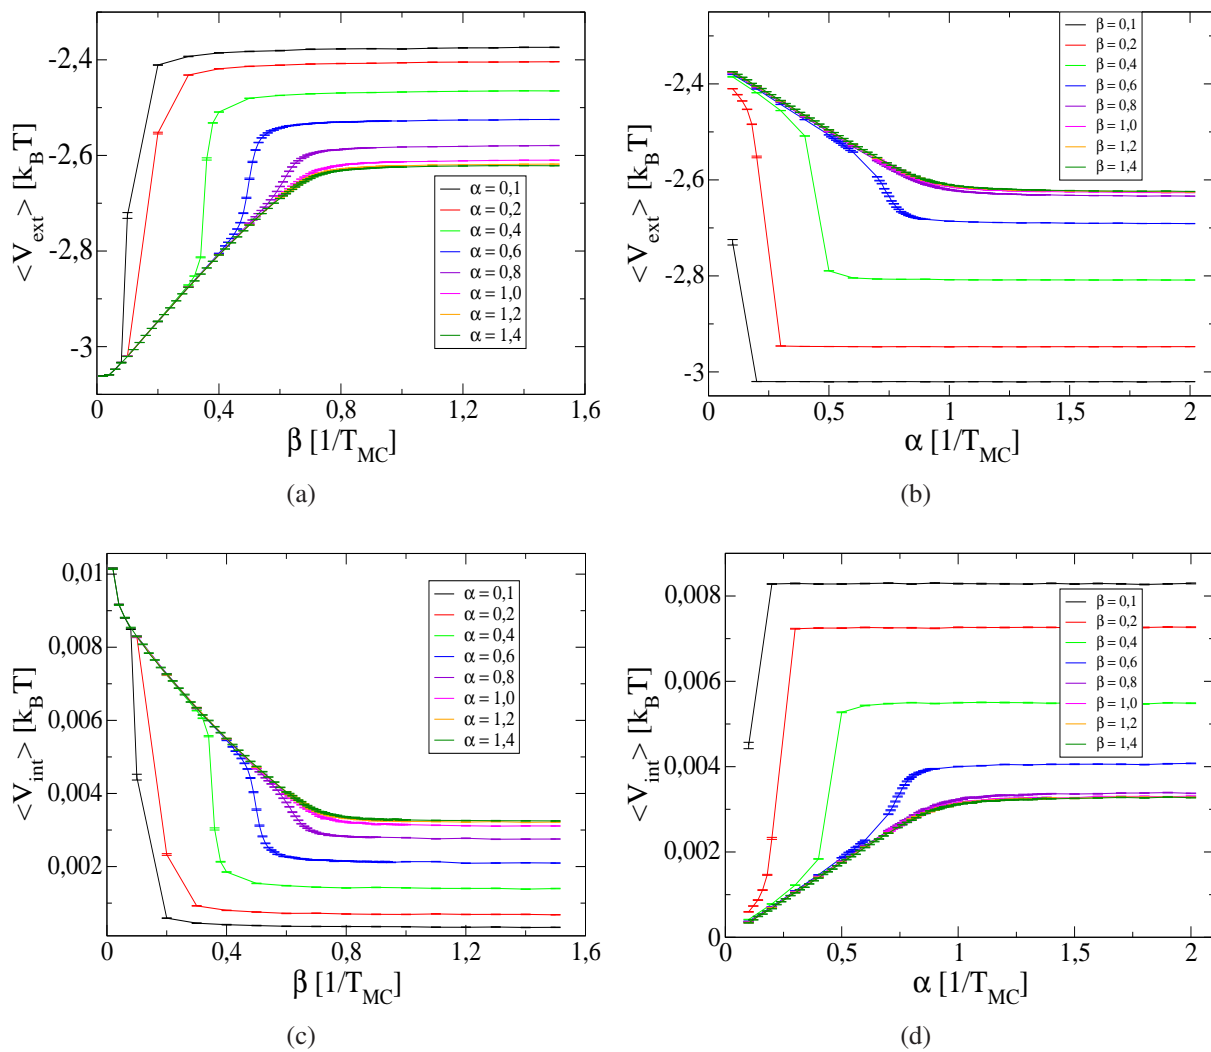 <V_ext> [k_BT]
-2,4
-2,6
-2,8
-3
α = 0,1
α = 0,2
α = 0,4
α = 0,6
α = 0,8
α = 1,0
α = 1,2
α = 1,4
0 0,4 0,8 1,2 1,6
β [1/T_MC]
(a)
<V_ext> [k_BT]
-2,4
-2,6
-2,8
-3
β = 0,1
β = 0,2
β = 0,4
β = 0,6
β = 0,8
β = 1,0
β = 1,2
β = 1,4
0 0,5 1 1,5 2
α [1/T_MC]
(b)
<V_int> [k_BT]
0,01
0,008
0,006
0,004
0,002
α = 0,1
α = 0,2
α = 0,4
α = 0,6
α = 0,8
α = 1,0
α = 1,2
α = 1,4
0 0,4 0,8 1,2 1,6
β [1/T_MC]
(c)
<V_int> [k_BT]
0,008
0,006
0,004
0,002
0
β = 0,1
β = 0,2
β = 0,4
β = 0,6
β = 0,8
β = 1,0
β = 1,2
β = 1,4
0 0,5 1 1,5 2
α [1/T_MC]
(d)